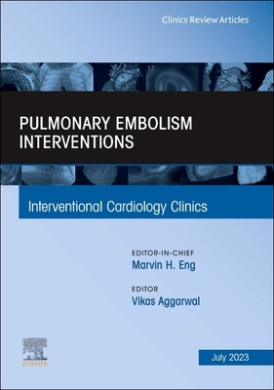 Clinics Review Articles
PULMONARY EMBOLISM
INTERVENTIONS
Interventional Cardiology Clinics
EDITOR-IN-CHIEF
Marvin H. Eng
EDITOR
Vikas Aggarwal
ELSEVIER
July 2023